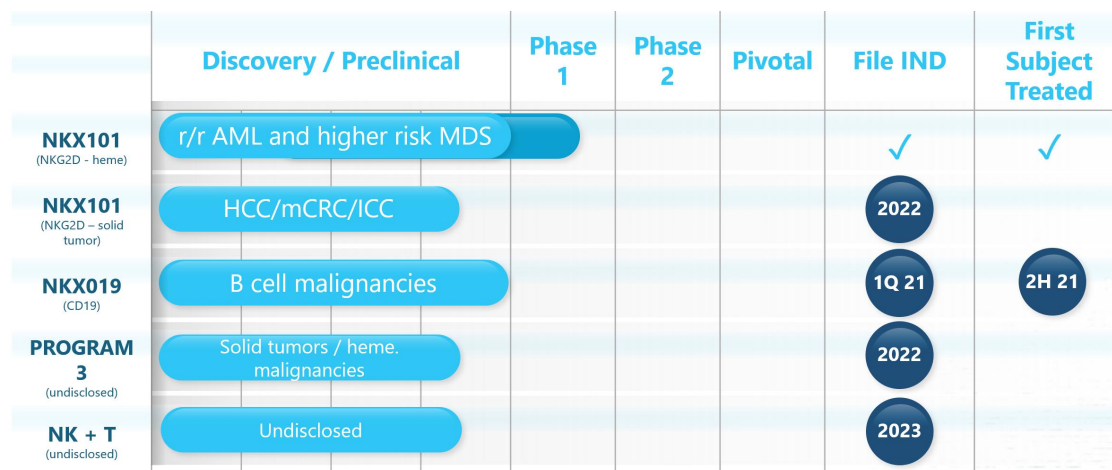 Discovery / Preclinical
Phase
1
Phase
2
Pivotal
File IND
First
Subject
Treated
NKX101
(NKG2D - heme)
r/r AML and higher risk MDS
✓
✓
NKX101
(NKG2D – solid
tumor)
HCC/mCRC/ICC
2022
NKX019
(CD19)
B cell malignancies
1Q 21
2H 21
PROGRAM
3
(undisclosed)
Solid tumors / heme.
malignancies
2022
NK + T
(undisclosed)
Undisclosed
2023